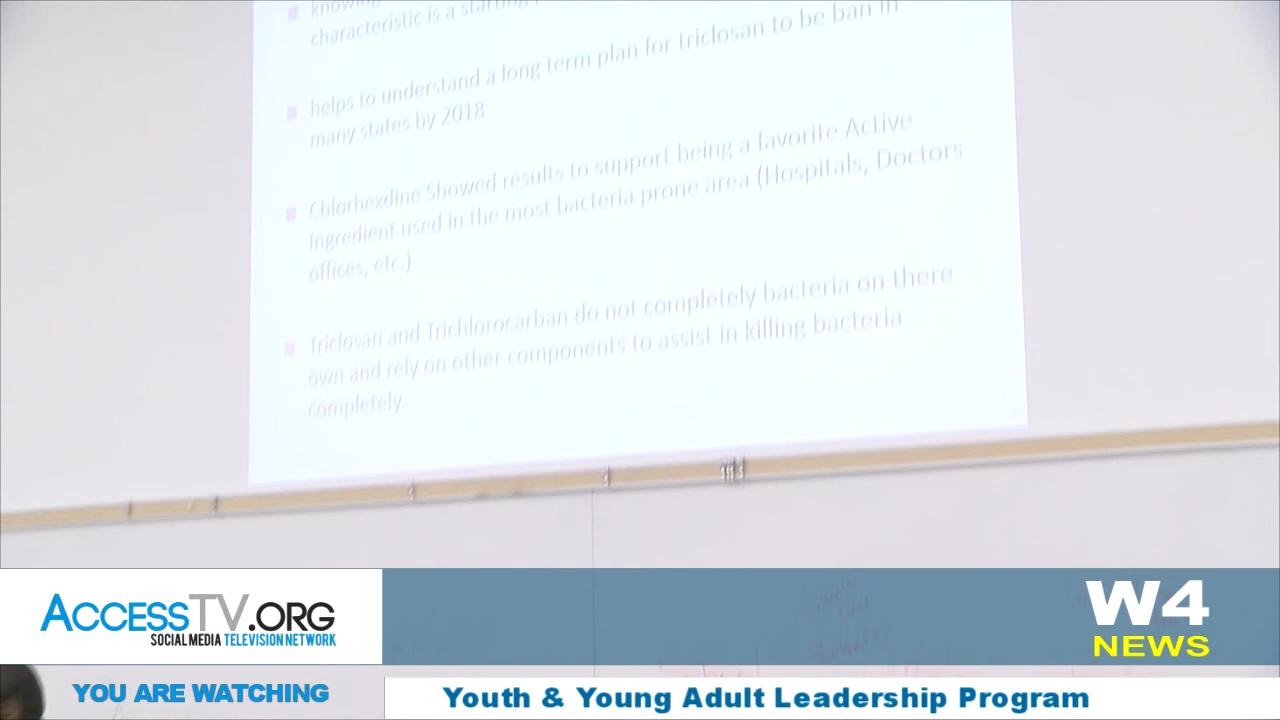 knowing
characteristic is a starting
helps to understand a long term plan for triclosan to be ban in
many states by 2018
Chlorhexdine Showed results to support being a favorite Active
Ingredient used in the most bacteria prone area (Hospitals, Doctors
offices, etc.)
Triclosan and Trichlorocarban do not completely bacteria on there
own and rely on other components to assist in killing bacteria
completely.
ACCESSTV.ORG
SOCIAL MEDIA TELEVISION NETWORK
W4
NEWS
YOU ARE WATCHING
Youth & Young Adult Leadership Program